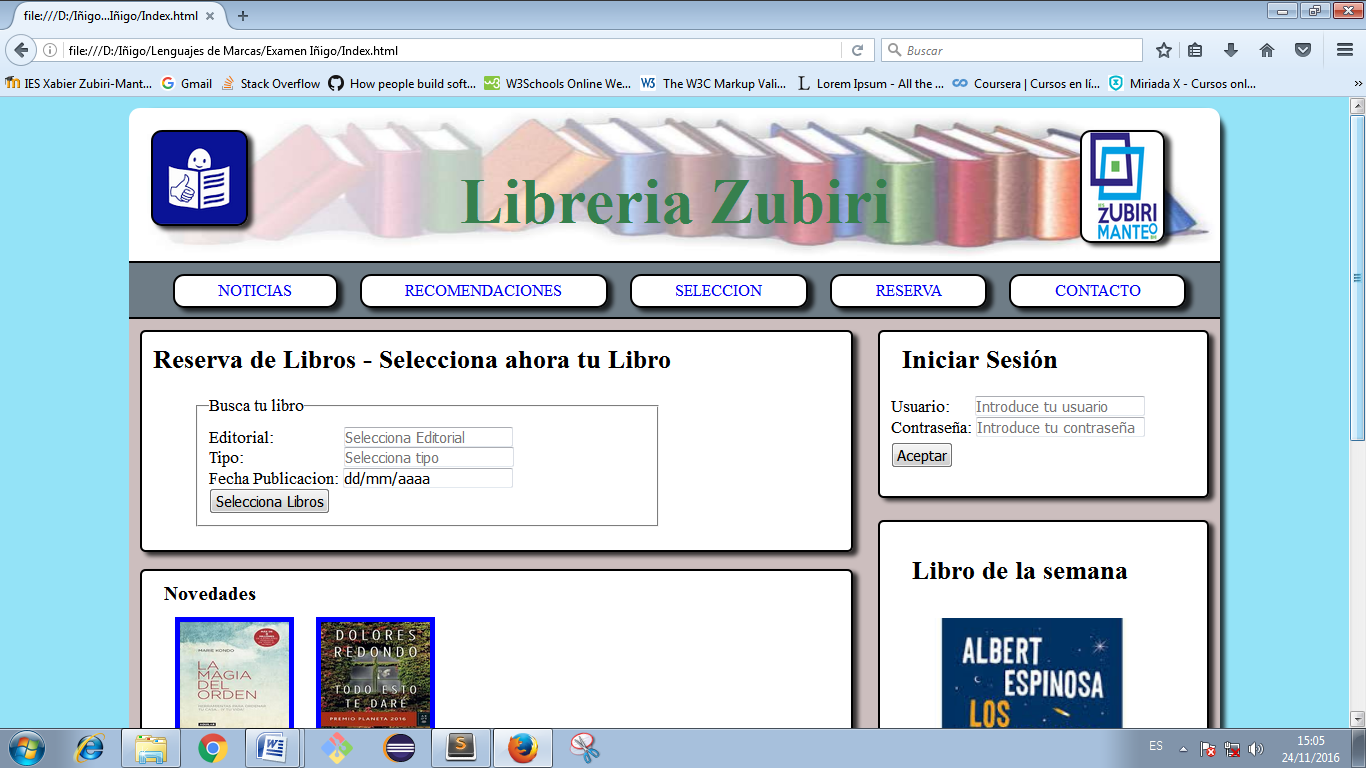 file:///D:/Iñigo...Iñigo/Index.html
file:///D:/Iñigo/Lenguajes de Marcas/Examen Iñigo/Index.html
Buscar
IES Xabier Zubiri-Mant... Gmail Stack Overflow How people build soft... W3Schools Online We... The W3C Markup Vali... Lorem Ipsum - All the ... Coursera | Cursos en lí... Miriada X - Cursos onl...
Libreria Zubiri
ZUBIRI
MANTEO
NOTICIAS RECOMENDACIONES SELECCION RESERVA CONTACTO
Reserva de Libros - Selecciona ahora tu Libro
Busca tu libro
Editorial: Selecciona Editorial
Tipo: Selecciona tipo
Fecha Publicacion: dd/mm/aaaa
Selecciona Libros
Iniciar Sesión
Usuario: Introduce tu usuario
Contraseña: Introduce tu contraseña
Aceptar
Novedades
MARIE KONDO
LA
MAGIA
DEL
ORDEN
DOLORES
REDONDO
TODO ESTO
TE DARÉ
PREMIO PLANETA 2016
Libro de la semana
ALBERT
ESPINOSA
LOS
ES
15:05
24/11/2016